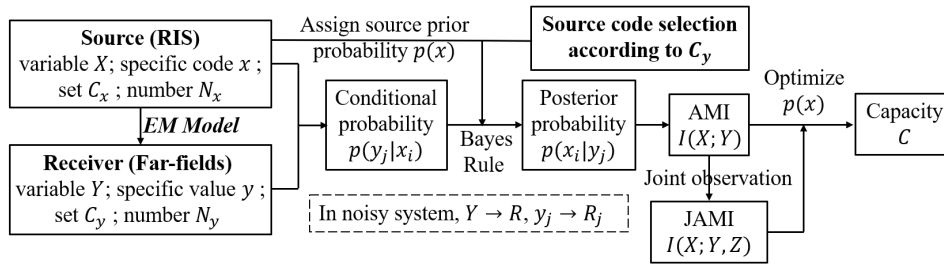 Source (RIS)
variable X; specific code x ;
set C_x ; number N_x
EM Model
Receiver (Far-fields)
variable Y; specific value y ;
set C_y ; number N_y
Assign source prior
probability p(x)
Source code selection
according to C_y
Conditional
probability
p(y_j|x_i)
Bayes
Rule
Posterior
probability
p(x_i|y_j)
AMI
I(X;Y)
Optimize
p(x)
Capacity
C
Joint observation
JAMI
I(X;Y,Z)
In noisy system, Y → R, y_j → R_j